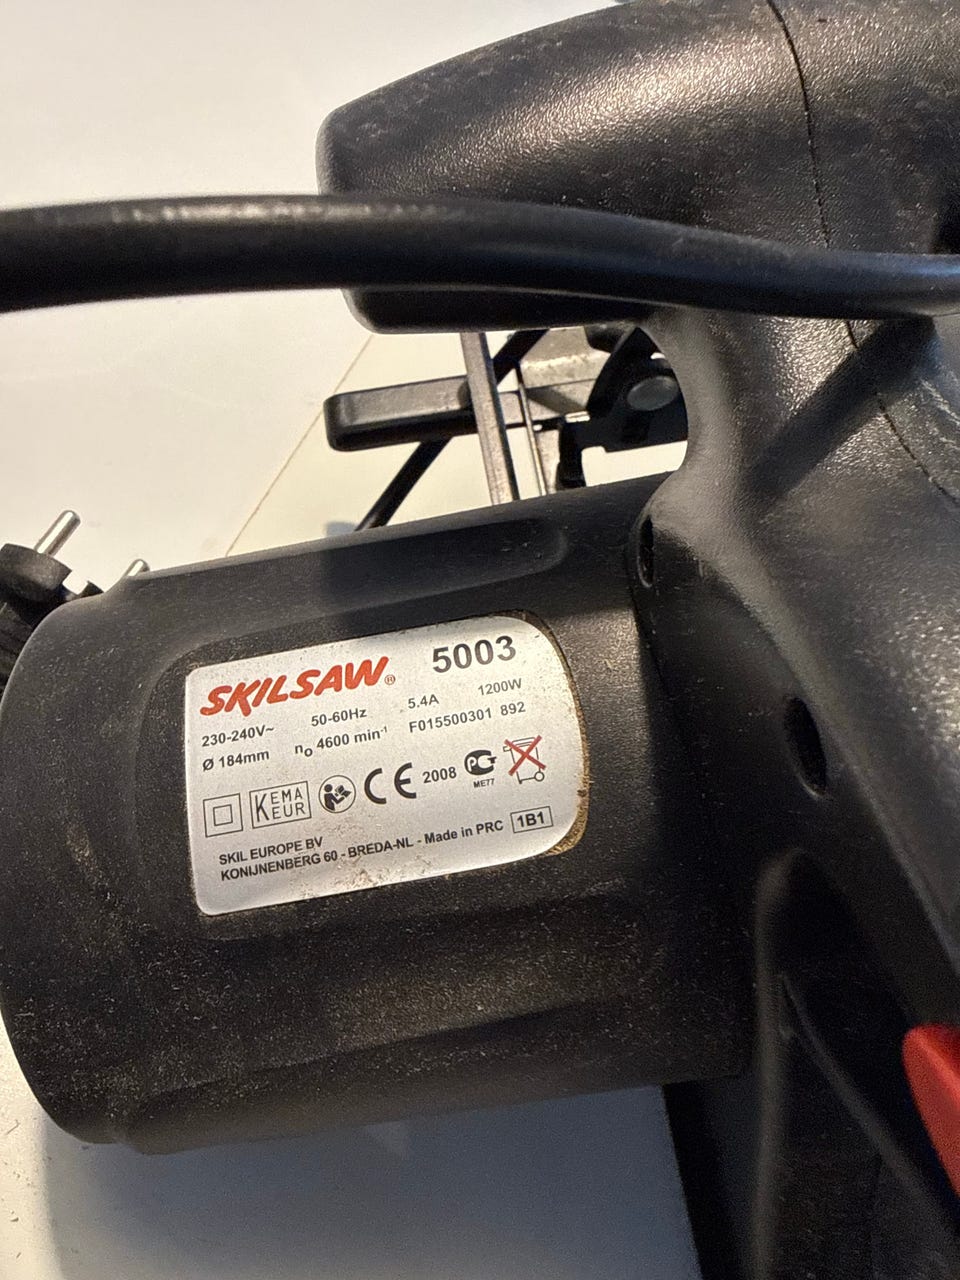 SKILSAW® 5003
230-240V~ 50-60Hz 5.4A 1200W
Ø 184mm n₀ 4600 min⁻¹ F015500301 892
KEMA
KEUR
CE 2008 PG
ME77
SKIL EUROPE BV
KONIJNENBERG 60 - BREDA-NL - Made in PRC 1B1